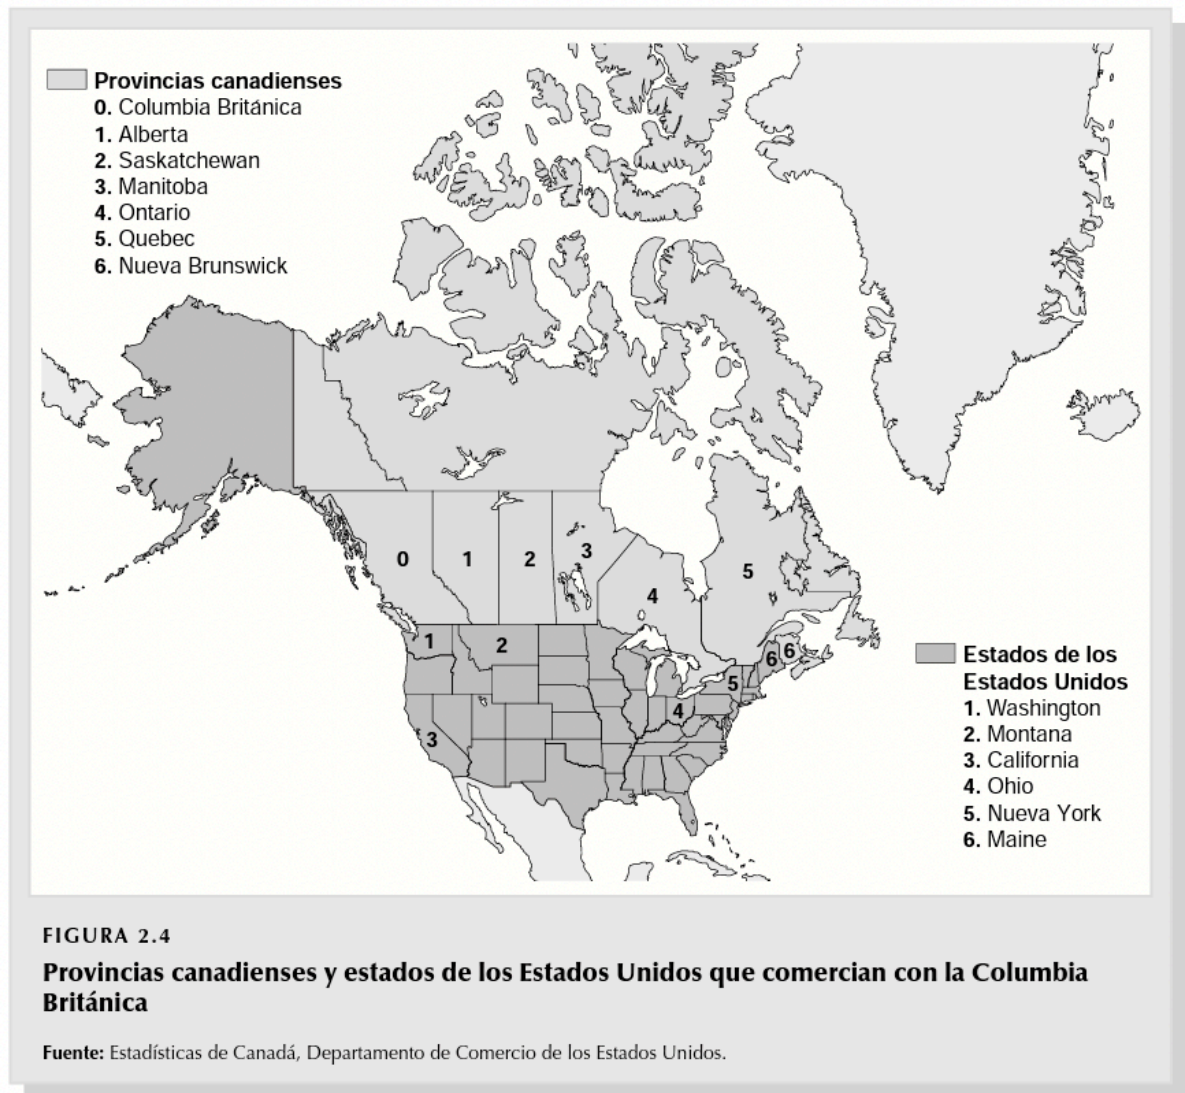 Provincias canadienses
0. Columbia Británica
1. Alberta
2. Saskatchewan
3. Manitoba
4. Ontario
5. Quebec
6. Nueva Brunswick
0
1
2
3
4
5
6
6
1
2
5
4
3
Estados de los
Estados Unidos
1. Washington
2. Montana
3. California
4. Ohio
5. Nueva York
6. Maine
FIGURA 2.4
Provincias canadienses y estados de los Estados Unidos que comercian con la Columbia
Británica
Fuente: Estadísticas de Canadá, Departamento de Comercio de los Estados Unidos.